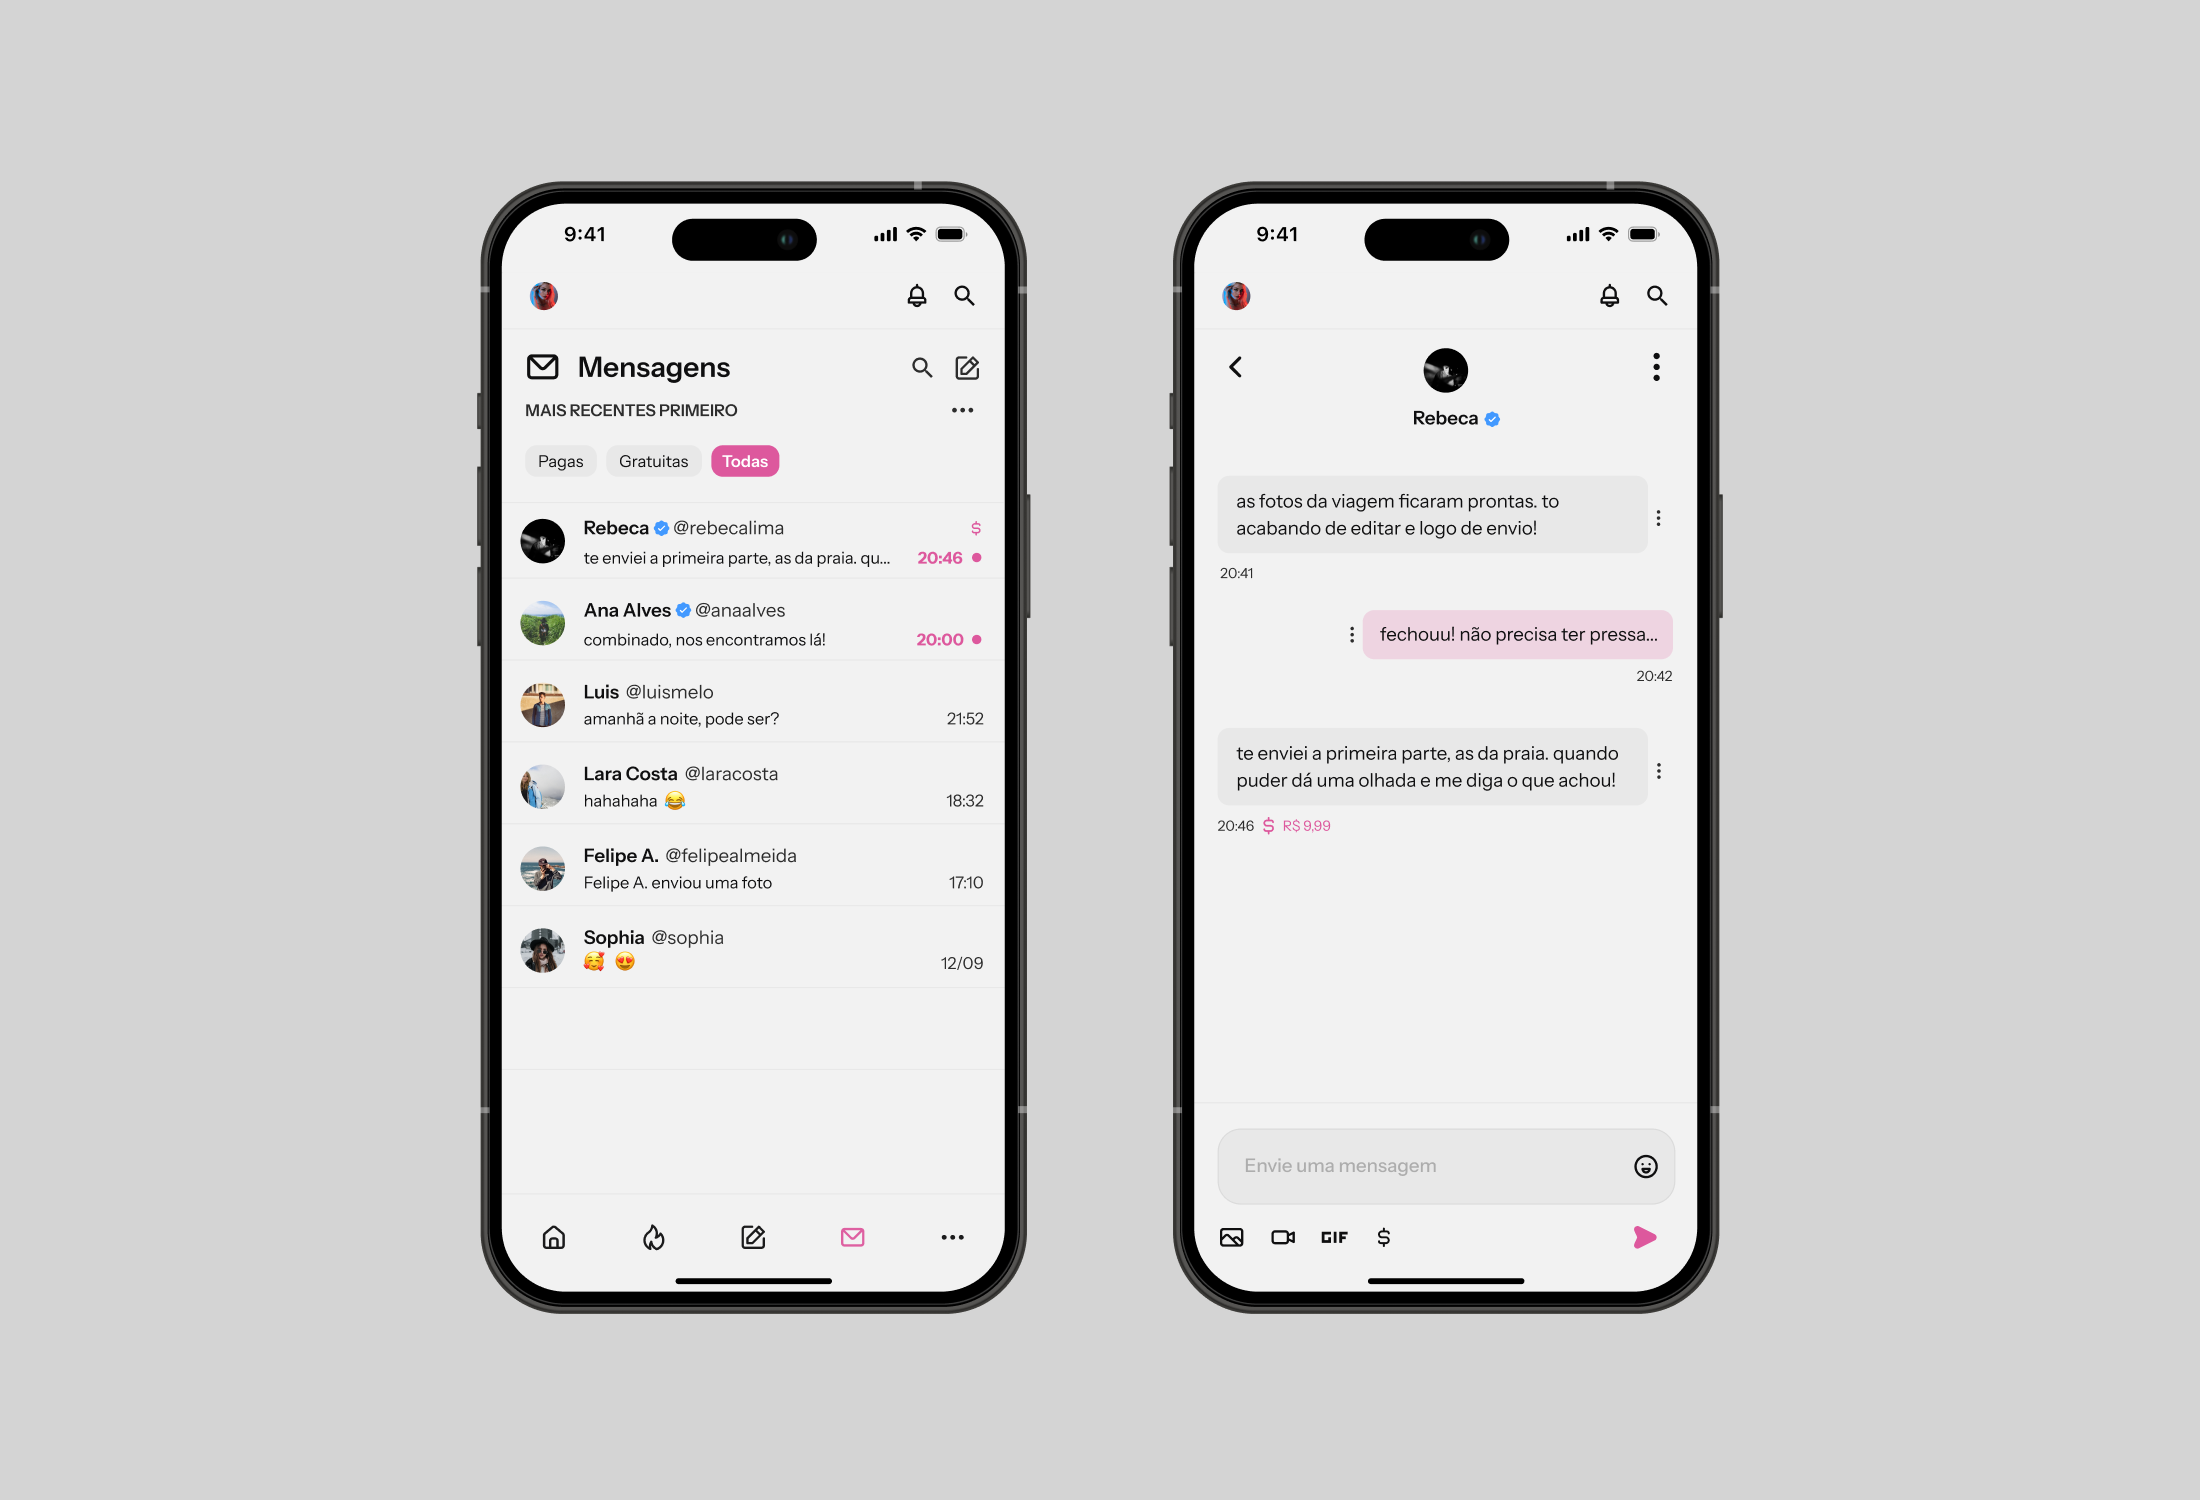 9:41
Mensagens
MAIS RECENTES PRIMEIRO
Pagas Gratuitas Todas
Rebeca @rebecalima $
te enviei a primeira parte, as da praia. qu... 20:46
Ana Alves @anaalves
combinado, nos encontramos lá! 20:00
Luis @luismelo
amanhã a noite, pode ser? 21:52
Lara Costa @laracosta
hahahaha 😂 18:32
Felipe A. @felipealmeida
Felipe A. enviou uma foto 17:10
Sophia @sophia
🥰 😍 12/09
9:41
Rebeca
as fotos da viagem ficaram prontas. to
acabando de editar e logo de envio!
20:41
fechouu! não precisa ter pressa...
20:42
te enviei a primeira parte, as da praia. quando
puder dá uma olhada e me diga o que achou!
20:46 $ R$ 9,99
Envie uma mensagem
GIF $